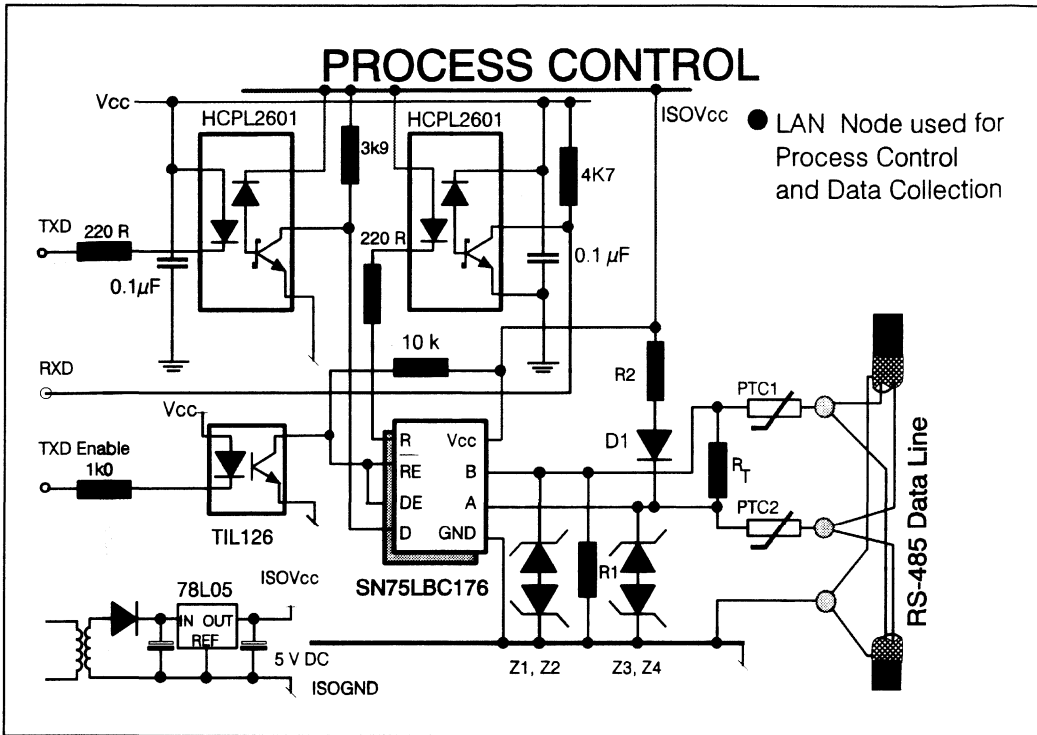 PROCESS CONTROL
Vcc
HCPL2601
HCPL2601
ISOVcc
● LAN Node used for
Process Control
and Data Collection
3k9
4K7
TXD
220 R
220 R
0.1µF
0.1 µF
10 k
RXD
R2
PTC1
Vcc
D1
TXD Enable
1k0
R
Vcc
RE
B
DE
A
D
GND
RT
PTC2
TIL126
SN75LBC176
R1
RS-485 Data Line
78L05
ISOVcc
IN OUT
REF
5 V DC
ISOGND
Z1, Z2
Z3, Z4